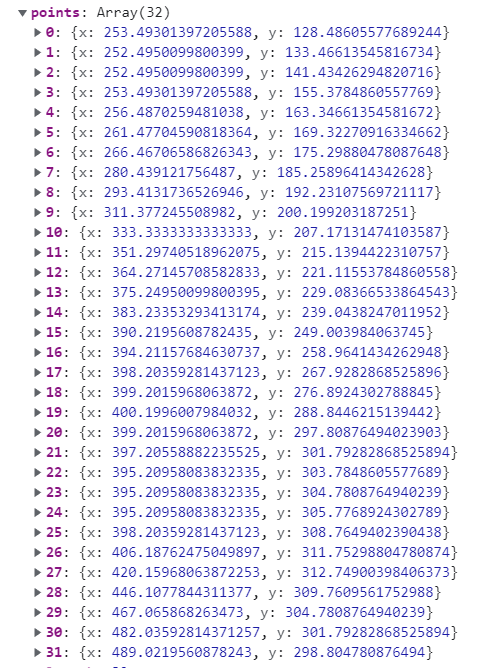 ▼points: Array(32)
▶0: {x: 253.49301397205588, y: 128.48605577689244}
▶1: {x: 252.4950099800399, y: 133.46613545816734}
▶2: {x: 252.4950099800399, y: 141.43426294820716}
▶3: {x: 253.49301397205588, y: 155.3784860557769}
▶4: {x: 256.4870259481038, y: 163.34661354581672}
▶5: {x: 261.47704590818364, y: 169.32270916334662}
▶6: {x: 266.46706586826343, y: 175.29880478087648}
▶7: {x: 280.439121756487, y: 185.25896414342628}
▶8: {x: 293.4131736526946, y: 192.23107569721117}
▶9: {x: 311.377245508982, y: 200.199203187251}
▶10: {x: 333.3333333333333, y: 207.17131474103587}
▶11: {x: 351.29740518962075, y: 215.1394422310757}
▶12: {x: 364.27145708582833, y: 221.11553784860558}
▶13: {x: 375.24950099800395, y: 229.08366533864543}
▶14: {x: 383.23353293413174, y: 239.0438247011952}
▶15: {x: 390.2195608782435, y: 249.003984063745}
▶16: {x: 394.21157684630737, y: 258.9641434262948}
▶17: {x: 398.20359281437123, y: 267.9282868525896}
▶18: {x: 399.2015968063872, y: 276.8924302788845}
▶19: {x: 400.1996007984032, y: 288.8446215139442}
▶20: {x: 399.2015968063872, y: 297.80876494023903}
▶21: {x: 397.20558882235525, y: 301.79282868525894}
▶22: {x: 395.20958083832335, y: 303.7848605577689}
▶23: {x: 395.20958083832335, y: 304.7808764940239}
▶24: {x: 395.20958083832335, y: 305.7768924302789}
▶25: {x: 398.20359281437123, y: 308.7649402390438}
▶26: {x: 406.18762475049897, y: 311.75298804780874}
▶27: {x: 420.15968063872253, y: 312.74900398406373}
▶28: {x: 446.1077844311377, y: 309.7609561752988}
▶29: {x: 467.065868263473, y: 304.7808764940239}
▶30: {x: 482.03592814371257, y: 301.79282868525894}
▶31: {x: 489.0219560878243, y: 298.804780876494}